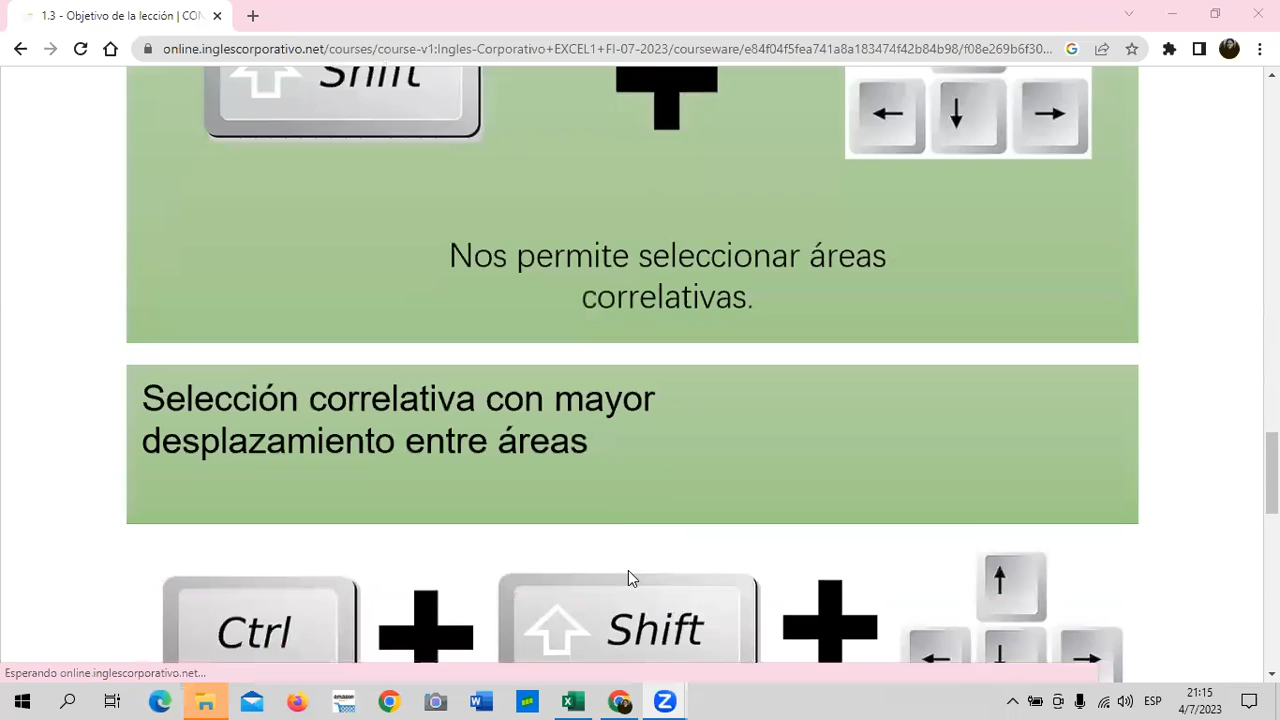 1.3 - Objetivo de la lección | CON
online.inglescorporativo.net/courses/course-v1:Ingles-Corporativo+EXCEL1+FI-07-2023/courseware/e84f04f5fa741a3a183474f42b84b90/f08e269b6f30...
Shift
Nos permite seleccionar áreas
correlativas.
Selección correlativa con mayor
desplazamiento entre áreas
Ctrl
Shift
Esperando online.inglescorporativo.net...
amazon
ESP
21:15
4/7/2023